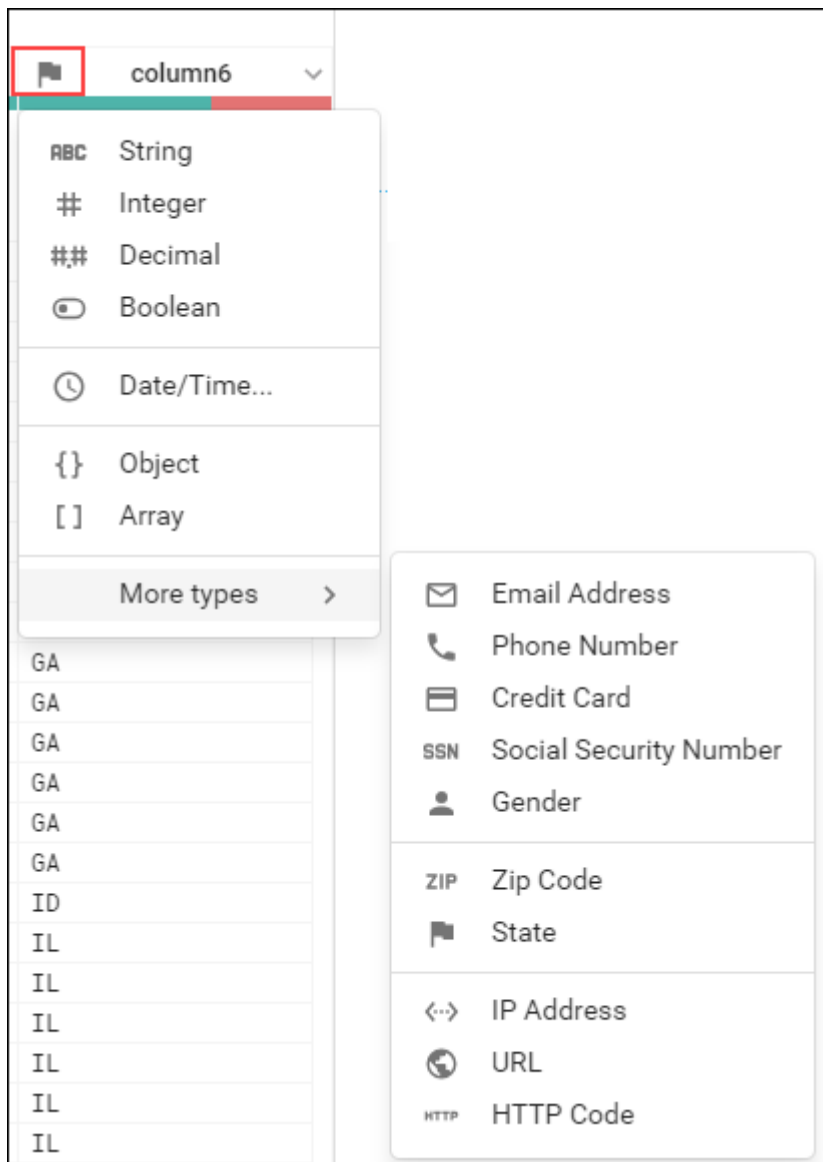 column6
ABC String
# Integer
#.# Decimal
Boolean
Date/Time...
{} Object
[] Array
More types >
Email Address
Phone Number
Credit Card
SSN Social Security Number
Gender
ZIP Zip Code
State
IP Address
URL
HTTP HTTP Code
GA
GA
GA
GA
GA
GA
ID
IL
IL
IL
IL
IL
IL